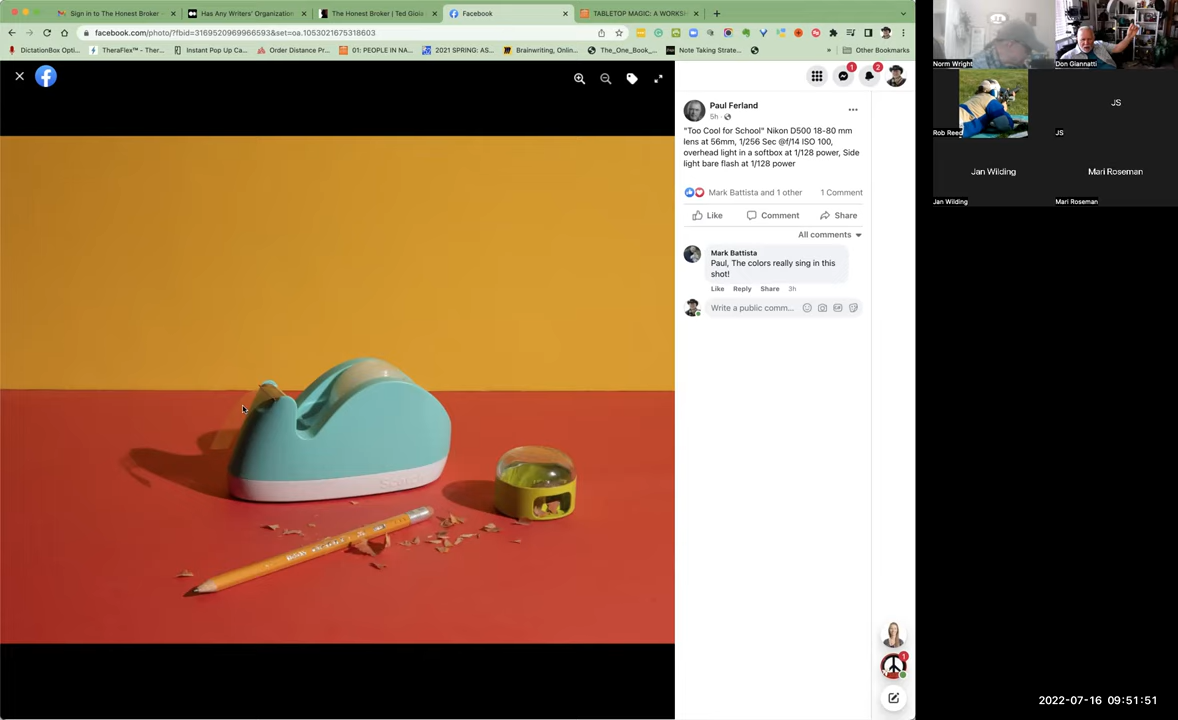 Sign in to The Honest Broker
Has Any Writers' Organization
The Honest Broker | Ted Gioia
Facebook
TABLETOP MAGIC: A WORKSH
facebook.com/photo/?fbid=3169520969966593&set=oa.1053021675318603
DictationBox Opti...
TheraFlex™ - Ther...
Instant Pop Up Ca...
Order Distance Pr...
01: PEOPLE IN NA...
2021 SPRING: AS...
Brainwriting, Onlin...
The_One_Book_...
Note Taking Strate...
»
Other Bookmarks
1
2
Paul Ferland
5h ·
"Too Cool for School" Nikon D500 18-80 mm
lens at 56mm, 1/256 Sec @f/14 ISO 100,
overhead light in a softbox at 1/128 power, Side
light bare flash at 1/128 power
Mark Battista and 1 other
1 Comment
Like
Comment
Share
All comments
Mark Battista
Paul, The colors really sing in this
shot!
Like Reply Share 3h
Write a public comm...
1
Norm Wright
Don Giannatti
Rob Reed
JS
JS
Jan Wilding
Mari Roseman
Jan Wilding
Mari Roseman
2022-07-16 09:51:51